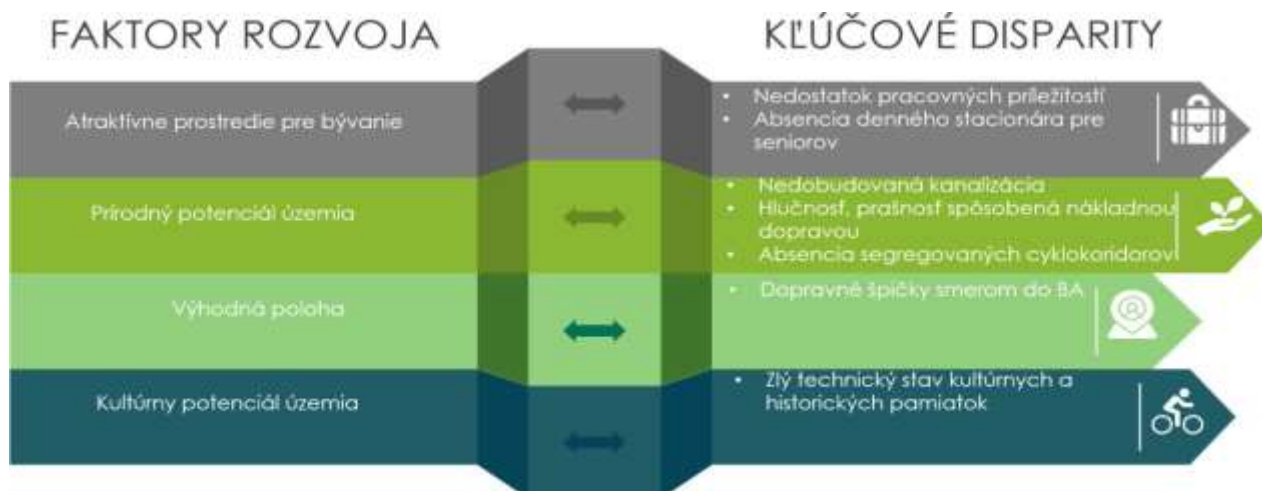 FAKTORY ROZVOJA
KĽÚČOVÉ DISPARITY
Atraktívne prostredie pre bývanie
• Nedostatok pracovných príležitostí
• Absencia denného stacionára pre
seniorov
Prírodný potenciál územia
• Nedobudovaná kanalizácia
• Hlučnosť, prašnosť spôsobená nákladnou
dopravou
• Absencia segregovaných cyklokoridorov
Výhodná poloha
• Dopravné špičky smerom do BA
Kultúrny potenciál územia
• Zlý technický stav kultúrnych a
historických pamiatok